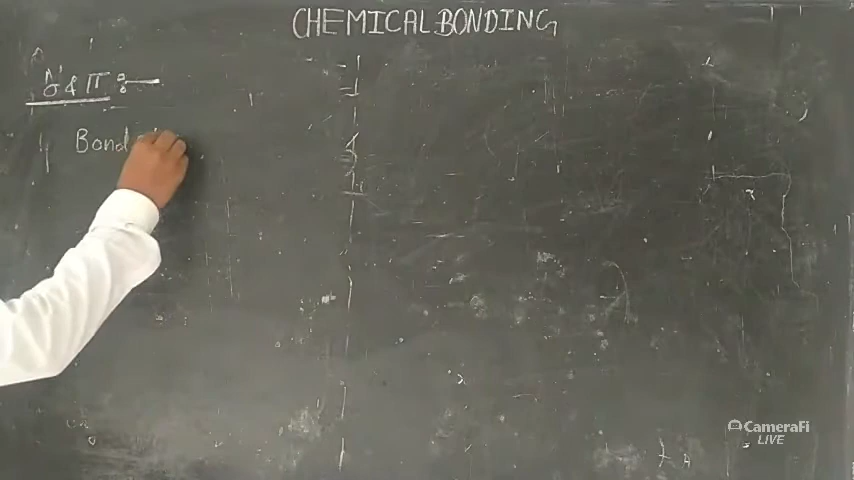 CHEMICAL BONDING
σ & π :-
Bond
CameraFi
LIVE